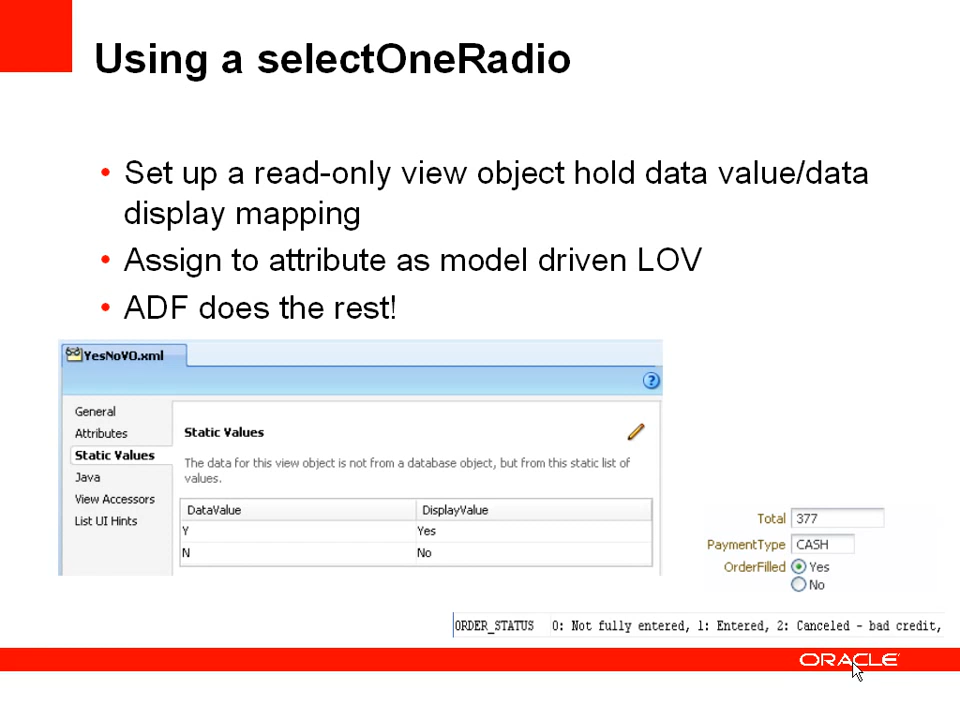 Using a selectOneRadio
• Set up a read-only view object hold data value/data
display mapping
• Assign to attribute as model driven LOV
• ADF does the rest!
YesNoVO.xml
?
General
Attributes
Static Values
Java
View Accessors
List UI Hints
Static Values
The data for this view object is not from a database object, but from this static list of
values.
DataValue DisplayValue
Y Yes
N No
Total 377
PaymentType CASH
OrderFilled Yes
No
ORDER_STATUS 0: Not fully entered, 1: Entered, 2: Canceled - bad credit,
ORACLE